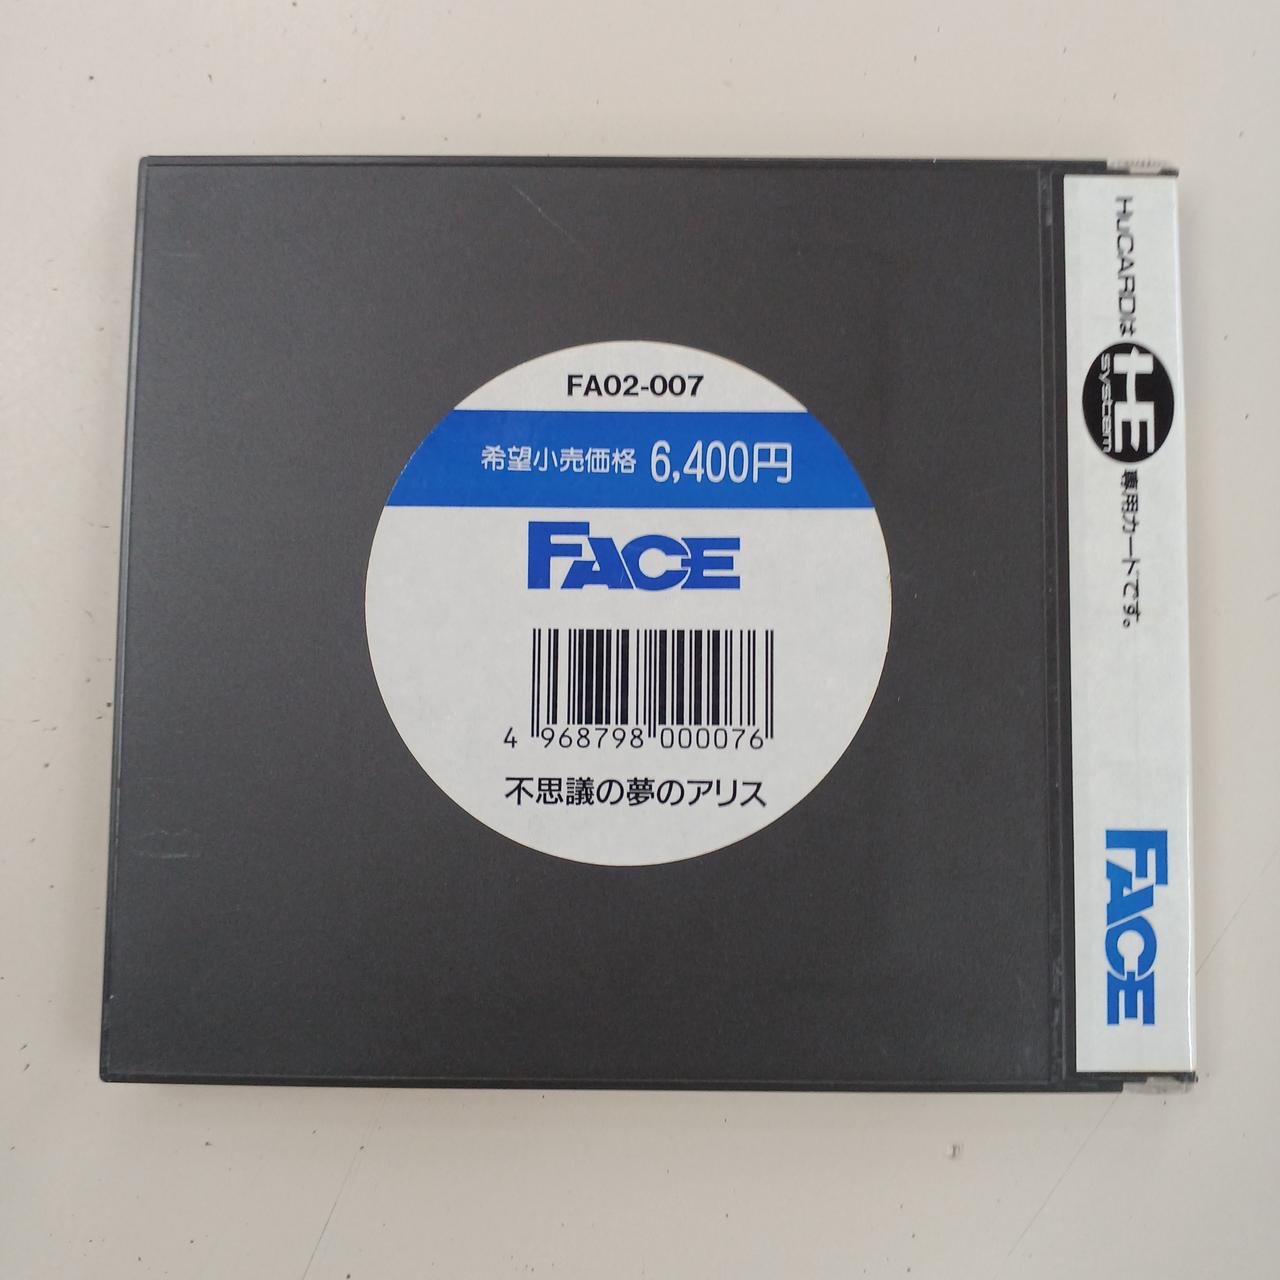 FA02-007
希望小売価格 6,400円
FACE
4 968798 000076
不思議の夢のアリス
HuCARDは HE system 専用カードです。
FACE